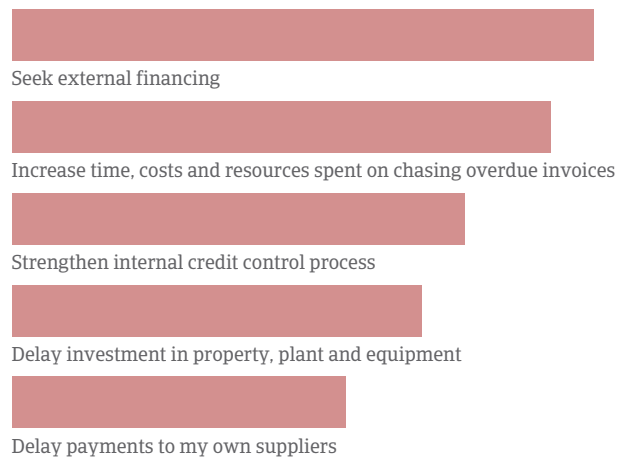 Seek external financing
Increase time, costs and resources spent on chasing overdue invoices
Strengthen internal credit control process
Delay investment in property, plant and equipment
Delay payments to my own suppliers